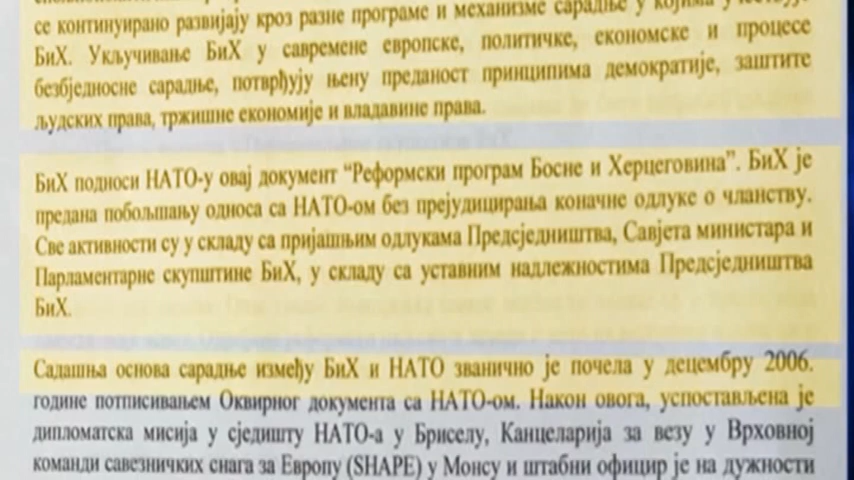 се континуирано развијају кроз разне програме и механизме сарадње у којима
БиХ. Укључивање БиХ у савремене европске, политичке, економске и процесе
безбједносне сарадње, потврђују њену преданост принципима демократије, заштите
људских права, тржишне економије и владавине права.
БиХ подноси НАТО-у овај документ “Реформски програм Босне и Херцеговина”. БиХ је
предана побољшању односа са НАТО-ом без прејудицирања коначне одлуке о чланству.
Све активности су у складу са пријашњим одлукама Предсједништва, Савјета министара и
Парламентарне скупштине БиХ, у складу са уставним надлежностима Предсједништва
БиХ.
Садашња основа сарадње између БиХ и НАТО званично је почела у децембру 2006.
године потписивањем Оквирног документа са НАТО-ом. Након овога, успостављена је
дипломатска мисија у сједишту НАТО-а у Бриселу, Канцеларија за везу у Врховној
команди савезничких снага за Европу (SHAPE) у Монсу и штабни официр је на дужности